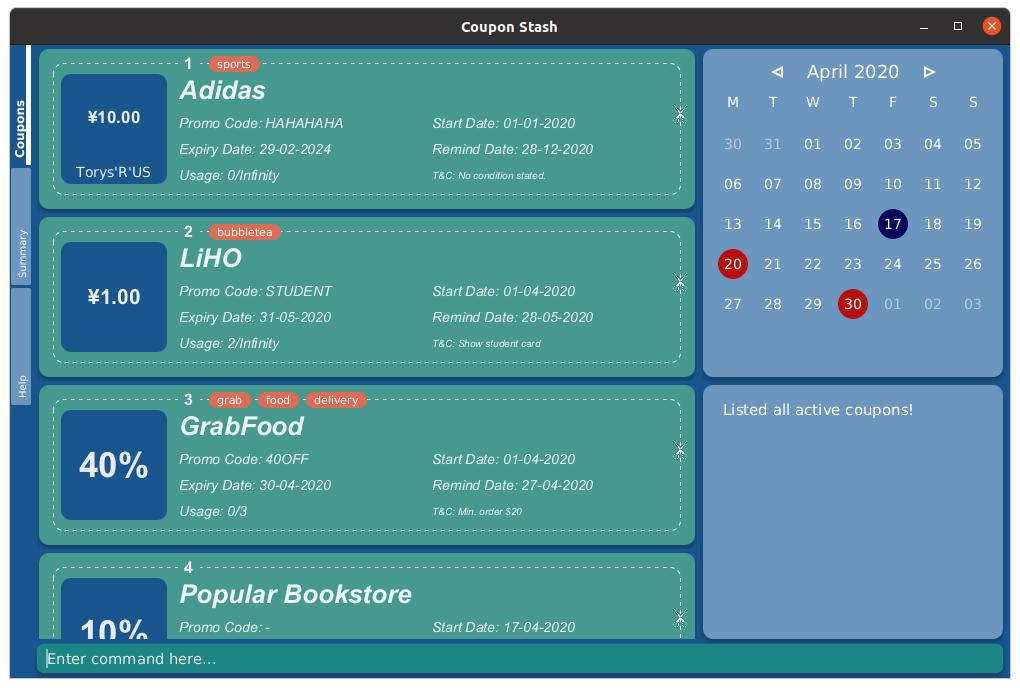 Coupon Stash
Coupons
Summary
Help
1 sports
Adidas
¥10.00
Torys'R'US
Promo Code: HAHAHAHA Start Date: 01-01-2020
Expiry Date: 29-02-2024 Remind Date: 28-12-2020
Usage: 0/Infinity T&C: No condition stated.
2 bubbletea
LiHO
¥1.00
Promo Code: STUDENT Start Date: 01-04-2020
Expiry Date: 31-05-2020 Remind Date: 28-05-2020
Usage: 2/Infinity T&C: Show student card
3 grab food delivery
GrabFood
40%
Promo Code: 40OFF Start Date: 01-04-2020
Expiry Date: 30-04-2020 Remind Date: 27-04-2020
Usage: 0/3 T&C: Min. order $20
4
Popular Bookstore
10%
Promo Code: - Start Date: 17-04-2020
April 2020
M T W T F S S
30 31 01 02 03 04 05
06 07 08 09 10 11 12
13 14 15 16 17 18 19
20 21 22 23 24 25 26
27 28 29 30 01 02 03
Listed all active coupons!
Enter command here...